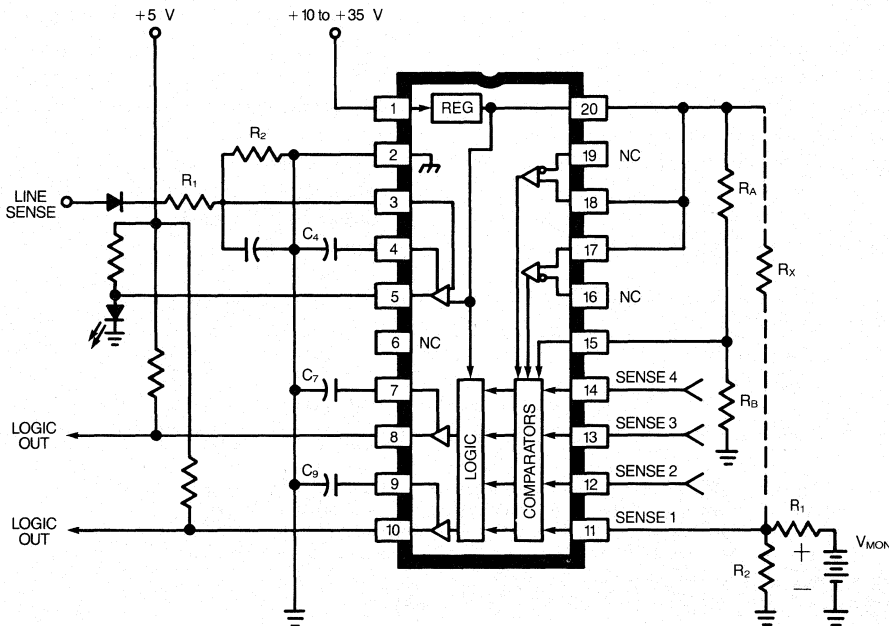 +5 V
+10 to +35 V
1
REG
20
R2
2
19
NC
LINE
SENSE
R1
3
18
RA
C4
4
17
5
16
NC
RX
6
NC
15
C7
7
14
SENSE 4
RB
LOGIC
OUT
8
LOGIC
COMPARATORS
13
SENSE 3
C9
9
12
SENSE 2
LOGIC
OUT
10
11
SENSE 1
R1
+
VMON
R2
−